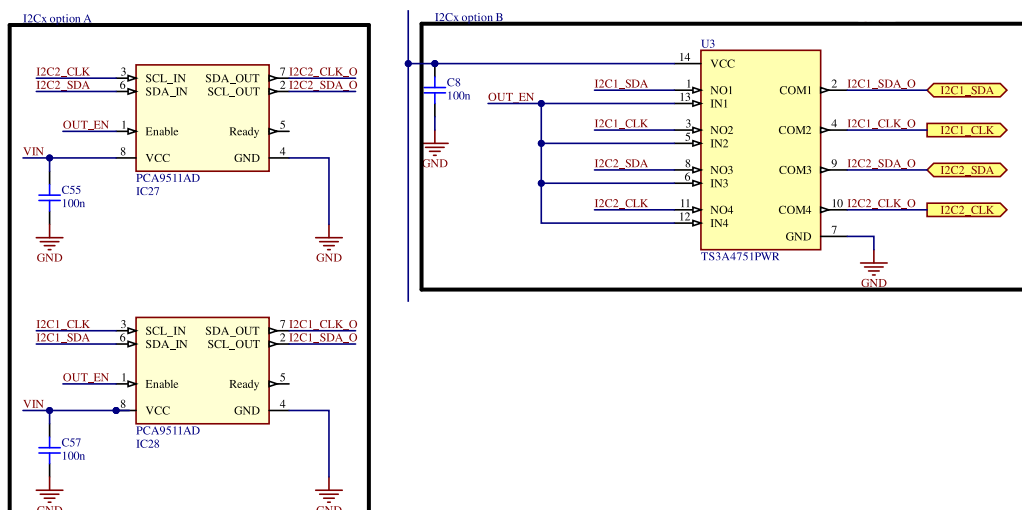 I2Cx option A
I2C2_CLK 3 SCL_IN SDA_OUT 7 I2C2_CLK_O
I2C2_SDA 6 SDA_IN SCL_OUT 2 I2C2_SDA_O
OUT_EN 1 Enable Ready 5
VIN 8 VCC GND 4
PCA9511AD
IC27
C55
100n
GND GND
I2C1_CLK 3 SCL_IN SDA_OUT 7 I2C1_CLK_O
I2C1_SDA 6 SDA_IN SCL_OUT 2 I2C1_SDA_O
OUT_EN 1 Enable Ready 5
VIN 8 VCC GND 4
PCA9511AD
IC28
C57
100n
GND GND
I2Cx option B
U3
14 VCC
C8
100n
GND
I2C1_SDA 1 NO1 COM1 2 I2C1_SDA_O I2C1_SDA
OUT_EN 13 IN1
I2C1_CLK 3 NO2 COM2 4 I2C1_CLK_O I2C1_CLK
5 IN2
I2C2_SDA 8 NO3 COM3 9 I2C2_SDA_O I2C2_SDA
6 IN3
I2C2_CLK 11 NO4 COM4 10 I2C2_CLK_O I2C2_CLK
12 IN4
GND 7
TS3A4751PWR
GND